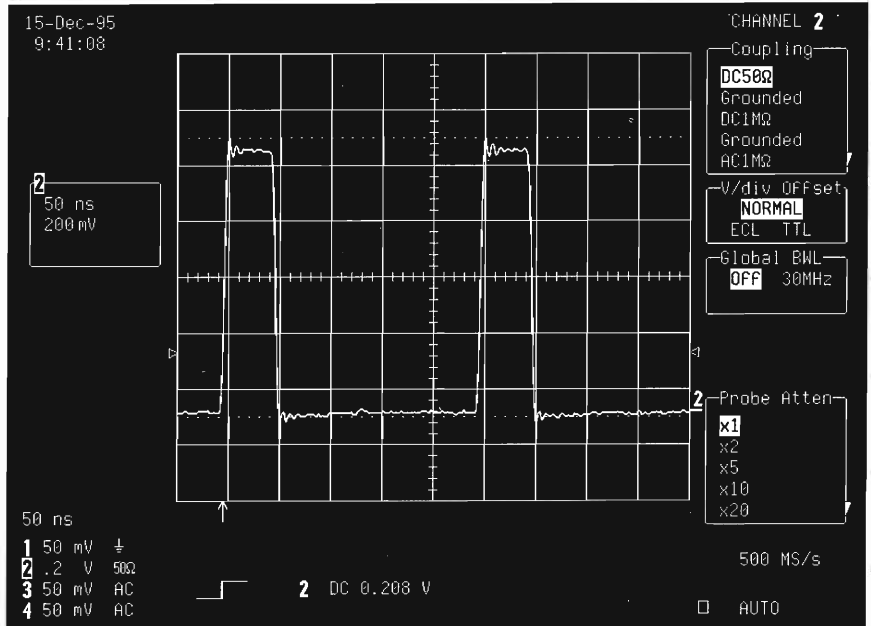 15-Dec-95
9:41:08
2
50 ns
200 mV
CHANNEL 2
Coupling
DC50Ω
Grounded
DC1MΩ
Grounded
AC1MΩ
V/div Offset
NORMAL
ECL TTL
Global BWL
Off 30MHz
2
Probe Atten
x1
x2
x5
x10
x20
50 ns
1 50 mV
2 .2 V 50Ω
3 50 mV AC
4 50 mV AC
2 DC 0.208 V
500 MS/s
AUTO